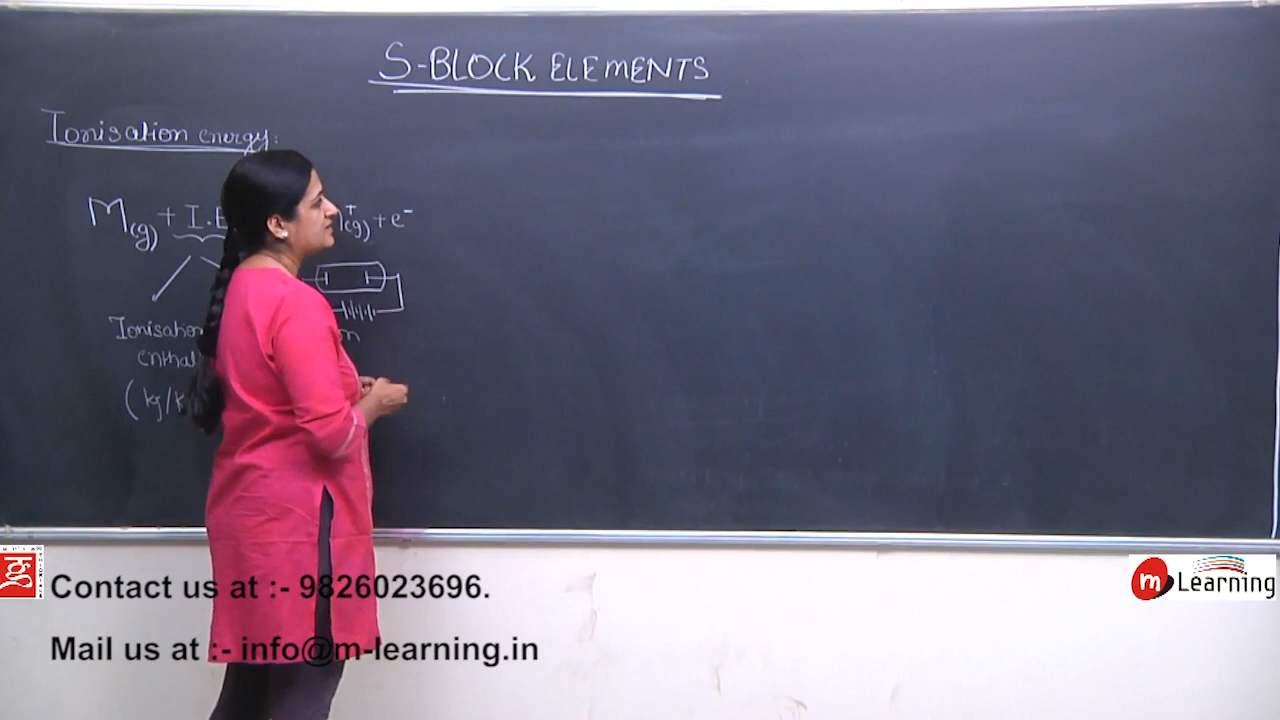 S-BLOCK ELEMENTS
Ionisation energy:
M(g) + I.E (g)+ + e-
Ionisation
enthal
(kJ/k
Contact us at :- 9826023696.
Mail us at :- info@m-learning.in
m Learning